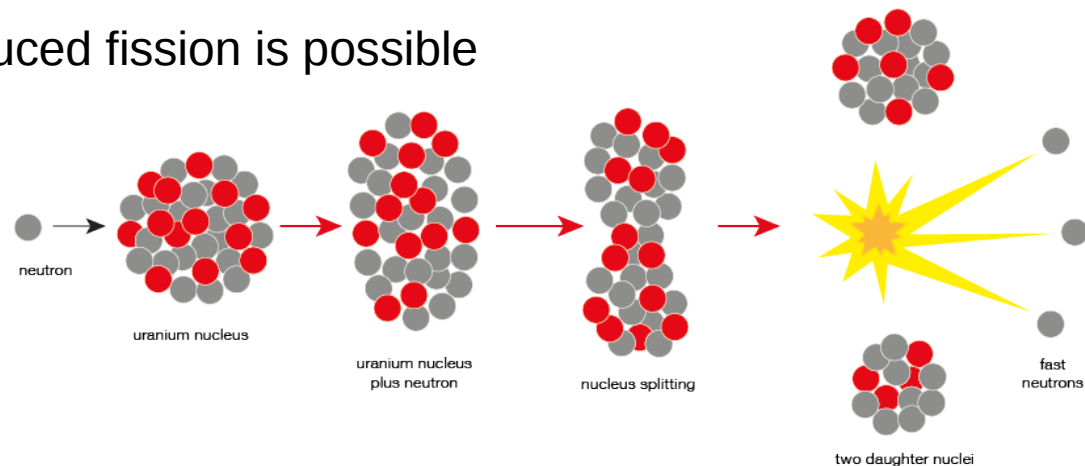 uced fission is possible
neutron
uranium nucleus
uranium nucleus
plus neutron
nucleus splitting
fast
neutrons
two daughter nuclei